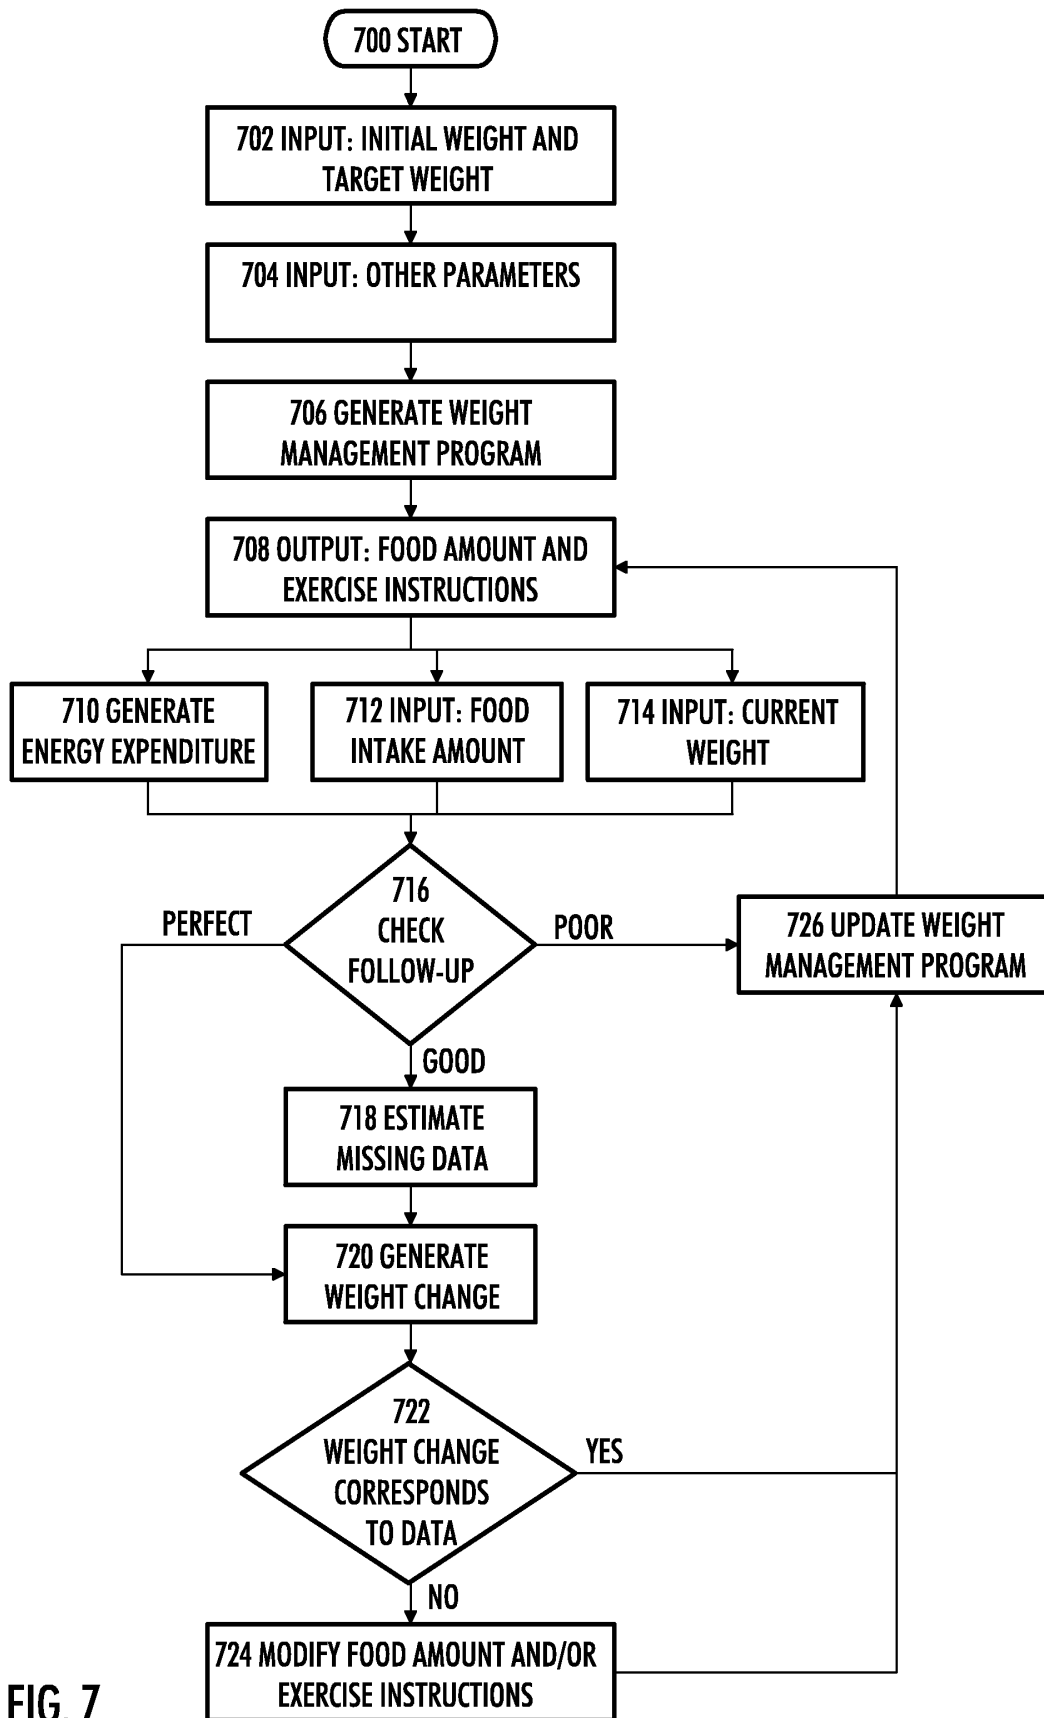 700 START
702 INPUT: INITIAL WEIGHT AND
TARGET WEIGHT
704 INPUT: OTHER PARAMETERS
706 GENERATE WEIGHT
MANAGEMENT PROGRAM
708 OUTPUT: FOOD AMOUNT AND
EXERCISE INSTRUCTIONS
710 GENERATE
ENERGY EXPENDITURE
712 INPUT: FOOD
INTAKE AMOUNT
714 INPUT: CURRENT
WEIGHT
716
CHECK
FOLLOW-UP
PERFECT
POOR
726 UPDATE WEIGHT
MANAGEMENT PROGRAM
GOOD
718 ESTIMATE
MISSING DATA
720 GENERATE
WEIGHT CHANGE
722
WEIGHT CHANGE
CORRESPONDS
TO DATA
YES
NO
724 MODIFY FOOD AMOUNT AND/OR
EXERCISE INSTRUCTIONS
FIG. 7